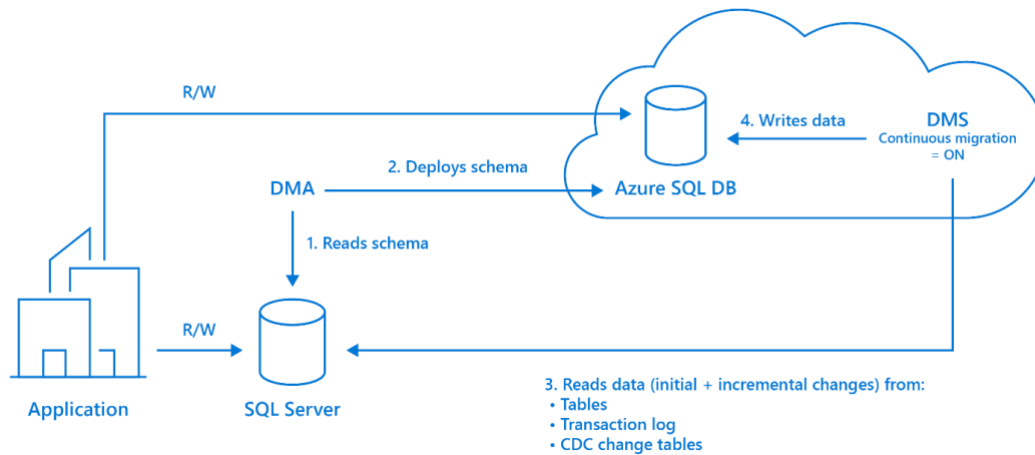 R/W
4. Writes data
DMS
Continuous migration
= ON
2. Deploys schema
DMA
Azure SQL DB
1. Reads schema
R/W
Application
SQL Server
3. Reads data (initial + incremental changes) from:
• Tables
• Transaction log
• CDC change tables